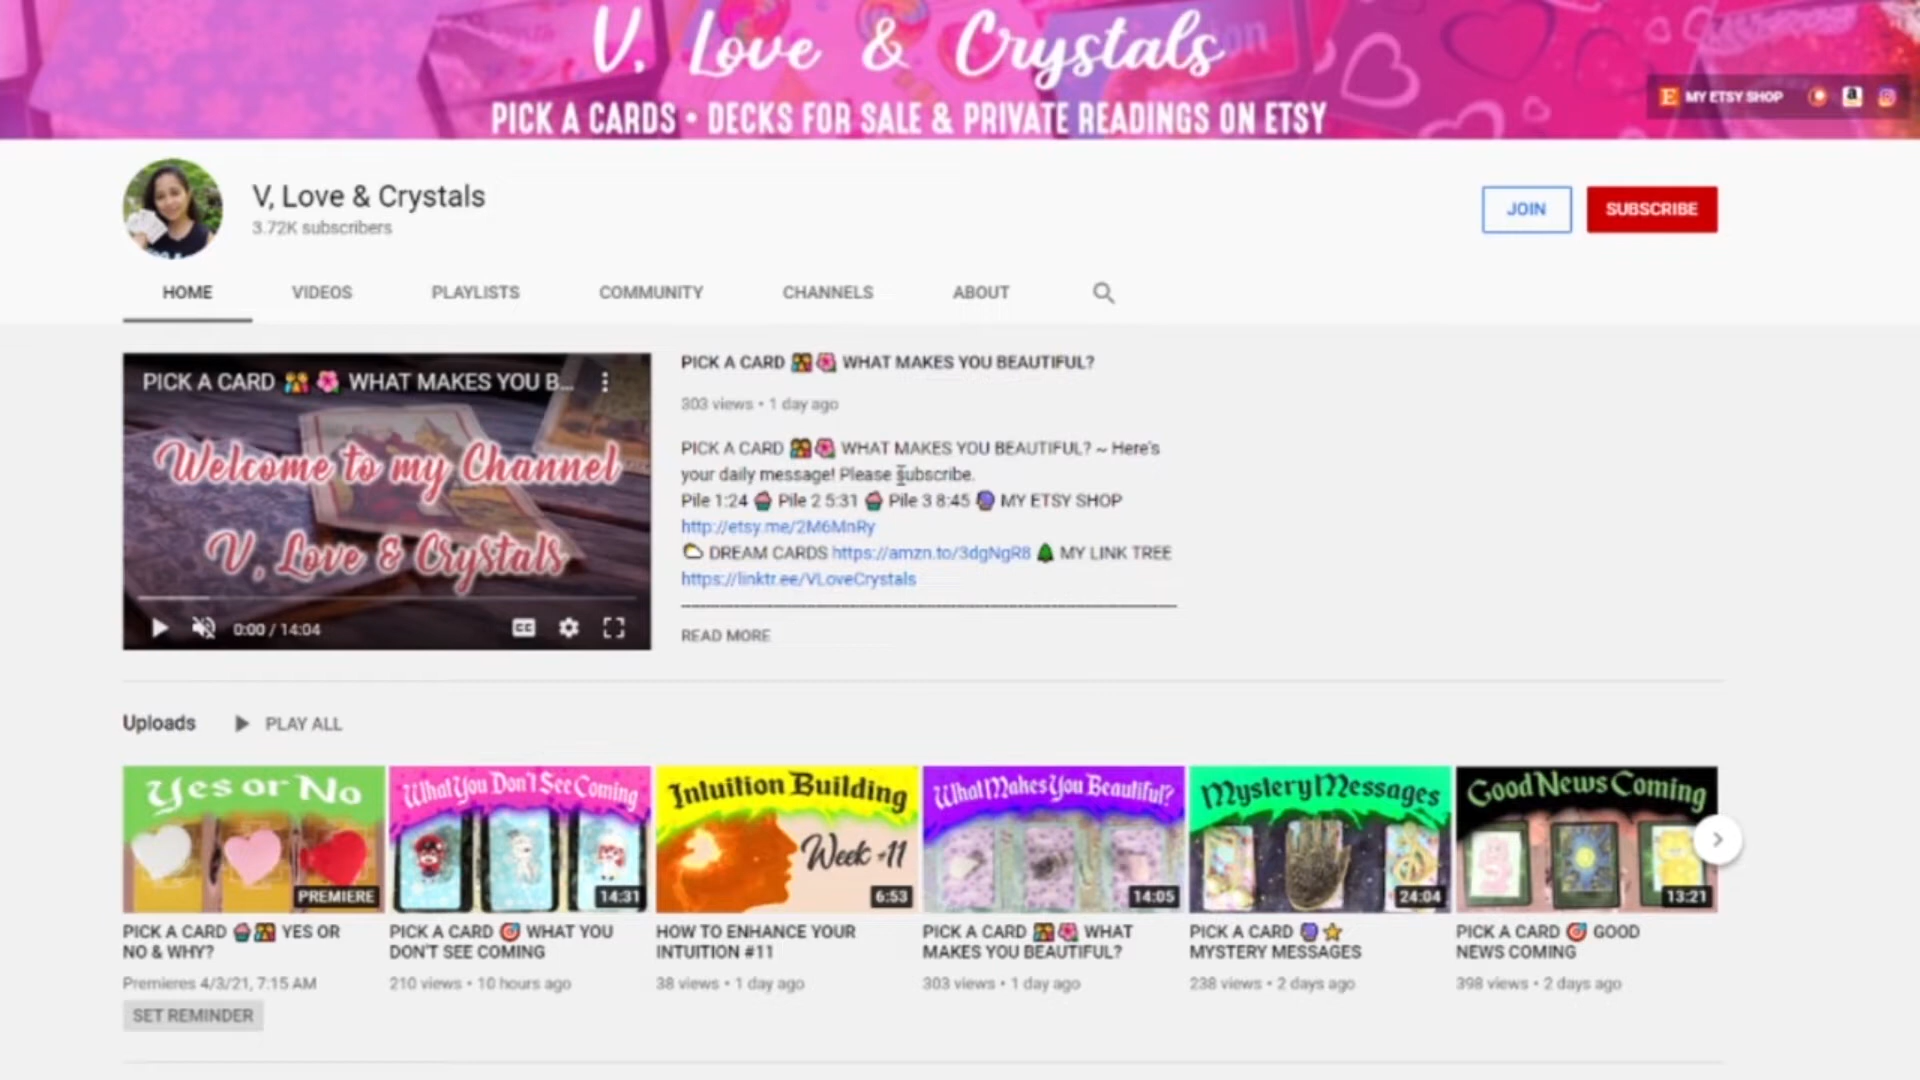 V, Love & Crystals
PICK A CARDS • DECKS FOR SALE & PRIVATE READINGS ON ETSY
MY ETSY SHOP
V, Love & Crystals
3.72K subscribers
JOIN
SUBSCRIBE
HOME
VIDEOS
PLAYLISTS
COMMUNITY
CHANNELS
ABOUT
PICK A CARD 👫🌺 WHAT MAKES YOU B...
Welcome to my Channel
V, Love & Crystals
0:00 / 14:04
CC
PICK A CARD 👫🌺 WHAT MAKES YOU BEAUTIFUL?
303 views • 1 day ago
PICK A CARD 👫🌺 WHAT MAKES YOU BEAUTIFUL? ~ Here's
your daily message! Please subscribe.
Pile 1:24 🧁 Pile 2 5:31 🧁 Pile 3 8:45 🔮 MY ETSY SHOP
http://etsy.me/2M6MnRy
🌥 DREAM CARDS https://amzn.to/3dgNgR8 🌲 MY LINK TREE
https://linktr.ee/VLoveCrystals
READ MORE
Uploads
PLAY ALL
Yes or No
PREMIERE
PICK A CARD 🧁👫 YES OR
NO & WHY?
Premieres 4/3/21, 7:15 AM
SET REMINDER
What You Don't See Coming
14:31
PICK A CARD 🎯 WHAT YOU
DON'T SEE COMING
210 views • 10 hours ago
Intuition Building
Week #11
6:53
HOW TO ENHANCE YOUR
INTUITION #11
38 views • 1 day ago
What Makes You Beautiful?
14:05
PICK A CARD 👫🌺 WHAT
MAKES YOU BEAUTIFUL?
303 views • 1 day ago
Mystery Messages
24:04
PICK A CARD 🔮⭐
MYSTERY MESSAGES
238 views • 2 days ago
Good News Coming
13:21
PICK A CARD 🎯 GOOD
NEWS COMING
398 views • 2 days ago